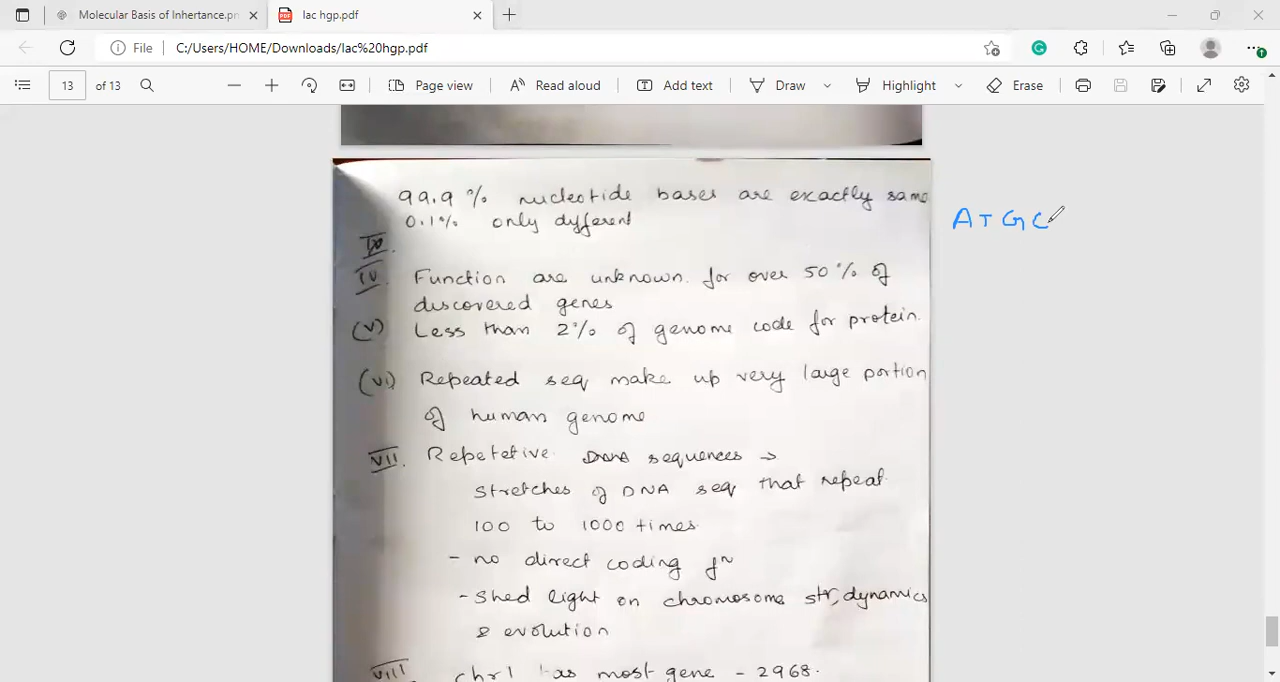 Molecular Basis of Inhertance.pn
lac hgp.pdf
File
C:/Users/HOME/Downloads/lac%20hgp.pdf
13 of 13
Page view
Read aloud
Add text
Draw
Highlight
Erase
99.9% nucleotide bases are exactly same
0.1% only different
A T G C
IV. Function are unknown for over 50% of
discovered genes
(V) Less than 2% of genome code for protein.
(vi) Repeated seq make up very large portion
of human genome
VII. Repetetive DNA sequences →
stretches of DNA seq that repeat
100 to 1000 times
- no direct coding fn
- shed light on chromosome str, dynamics
& evolution
VIII chr1 has most gene - 2968.